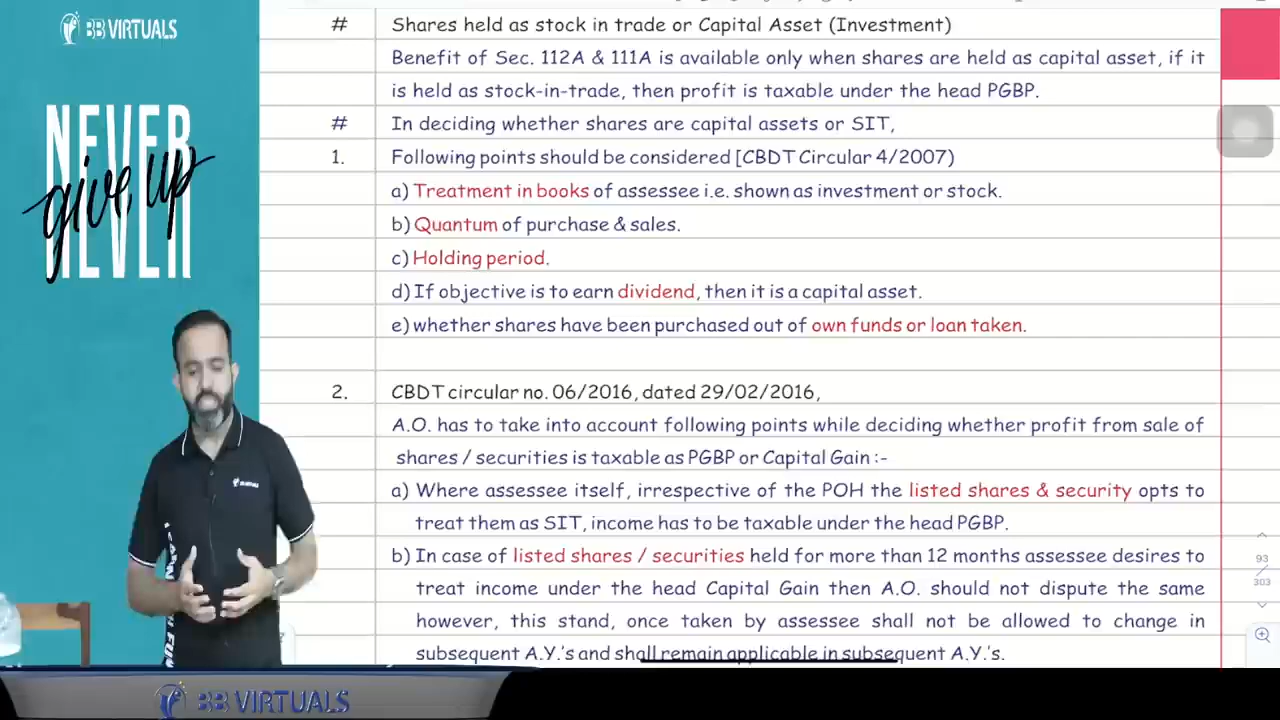 BB VIRTUALS
NEVER
give up
NEVER
# Shares held as stock in trade or Capital Asset (Investment)
Benefit of Sec. 112A & 111A is available only when shares are held as capital asset, if it
is held as stock-in-trade, then profit is taxable under the head PGBP.
# In deciding whether shares are capital assets or SIT,
1. Following points should be considered [CBDT Circular 4/2007)
a) Treatment in books of assessee i.e. shown as investment or stock.
b) Quantum of purchase & sales.
c) Holding period.
d) If objective is to earn dividend, then it is a capital asset.
e) whether shares have been purchased out of own funds or loan taken.
2. CBDT circular no. 06/2016, dated 29/02/2016,
A.O. has to take into account following points while deciding whether profit from sale of
shares / securities is taxable as PGBP or Capital Gain :-
a) Where assessee itself, irrespective of the POH the listed shares & security opts to
treat them as SIT, income has to be taxable under the head PGBP.
b) In case of listed shares / securities held for more than 12 months assessee desires to
treat income under the head Capital Gain then A.O. should not dispute the same
however, this stand, once taken by assessee shall not be allowed to change in
subsequent A.Y.'s and shall remain applicable in subsequent A.Y.'s.
93
303
BB VIRTUALS
BB VIRTUALS